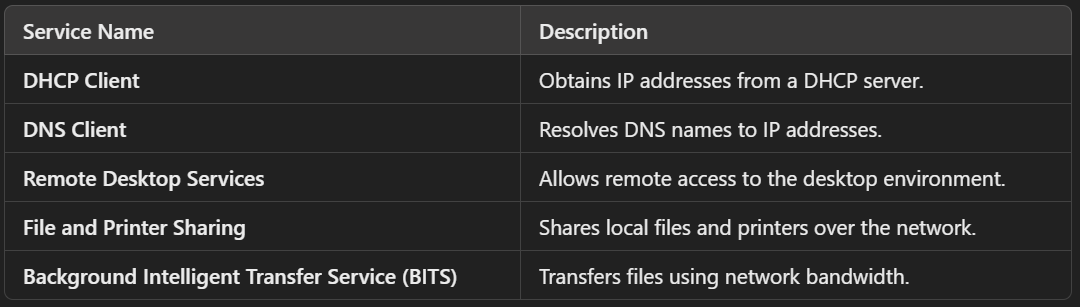 Service Name Description
DHCP Client Obtains IP addresses from a DHCP server.
DNS Client Resolves DNS names to IP addresses.
Remote Desktop Services Allows remote access to the desktop environment.
File and Printer Sharing Shares local files and printers over the network.
Background Intelligent Transfer Service (BITS) Transfers files using network bandwidth.